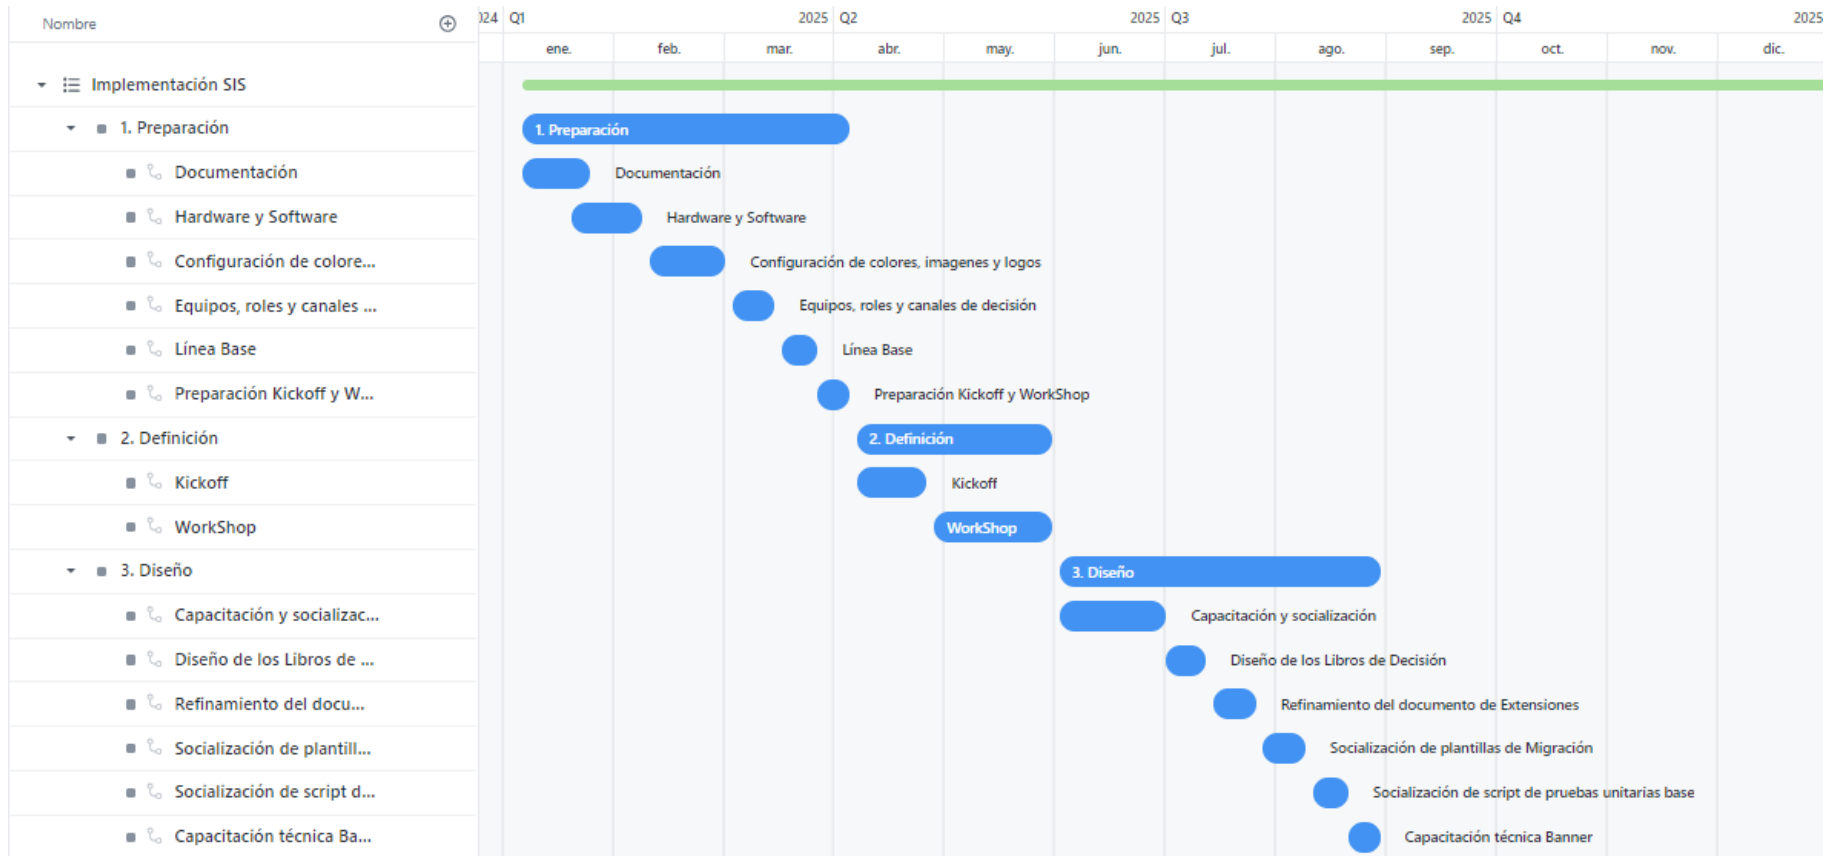 Nombre
024 Q1 2025 Q2 2025 Q3 2025 Q4 2025
ene. feb. mar. abr. may. jun. jul. ago. sep. oct. nov. dic.
Implementación SIS
1. Preparación 1. Preparación
Documentación Documentación
Hardware y Software Hardware y Software
Configuración de colore... Configuración de colores, imagenes y logos
Equipos, roles y canales ... Equipos, roles y canales de decisión
Línea Base Línea Base
Preparación Kickoff y W... Preparación Kickoff y WorkShop
2. Definición 2. Definición
Kickoff Kickoff
WorkShop WorkShop
3. Diseño 3. Diseño
Capacitación y socializac... Capacitación y socialización
Diseño de los Libros de ... Diseño de los Libros de Decisión
Refinamiento del docu... Refinamiento del documento de Extensiones
Socialización de plantill... Socialización de plantillas de Migración
Socialización de script d... Socialización de script de pruebas unitarias base
Capacitación técnica Ba... Capacitación técnica Banner